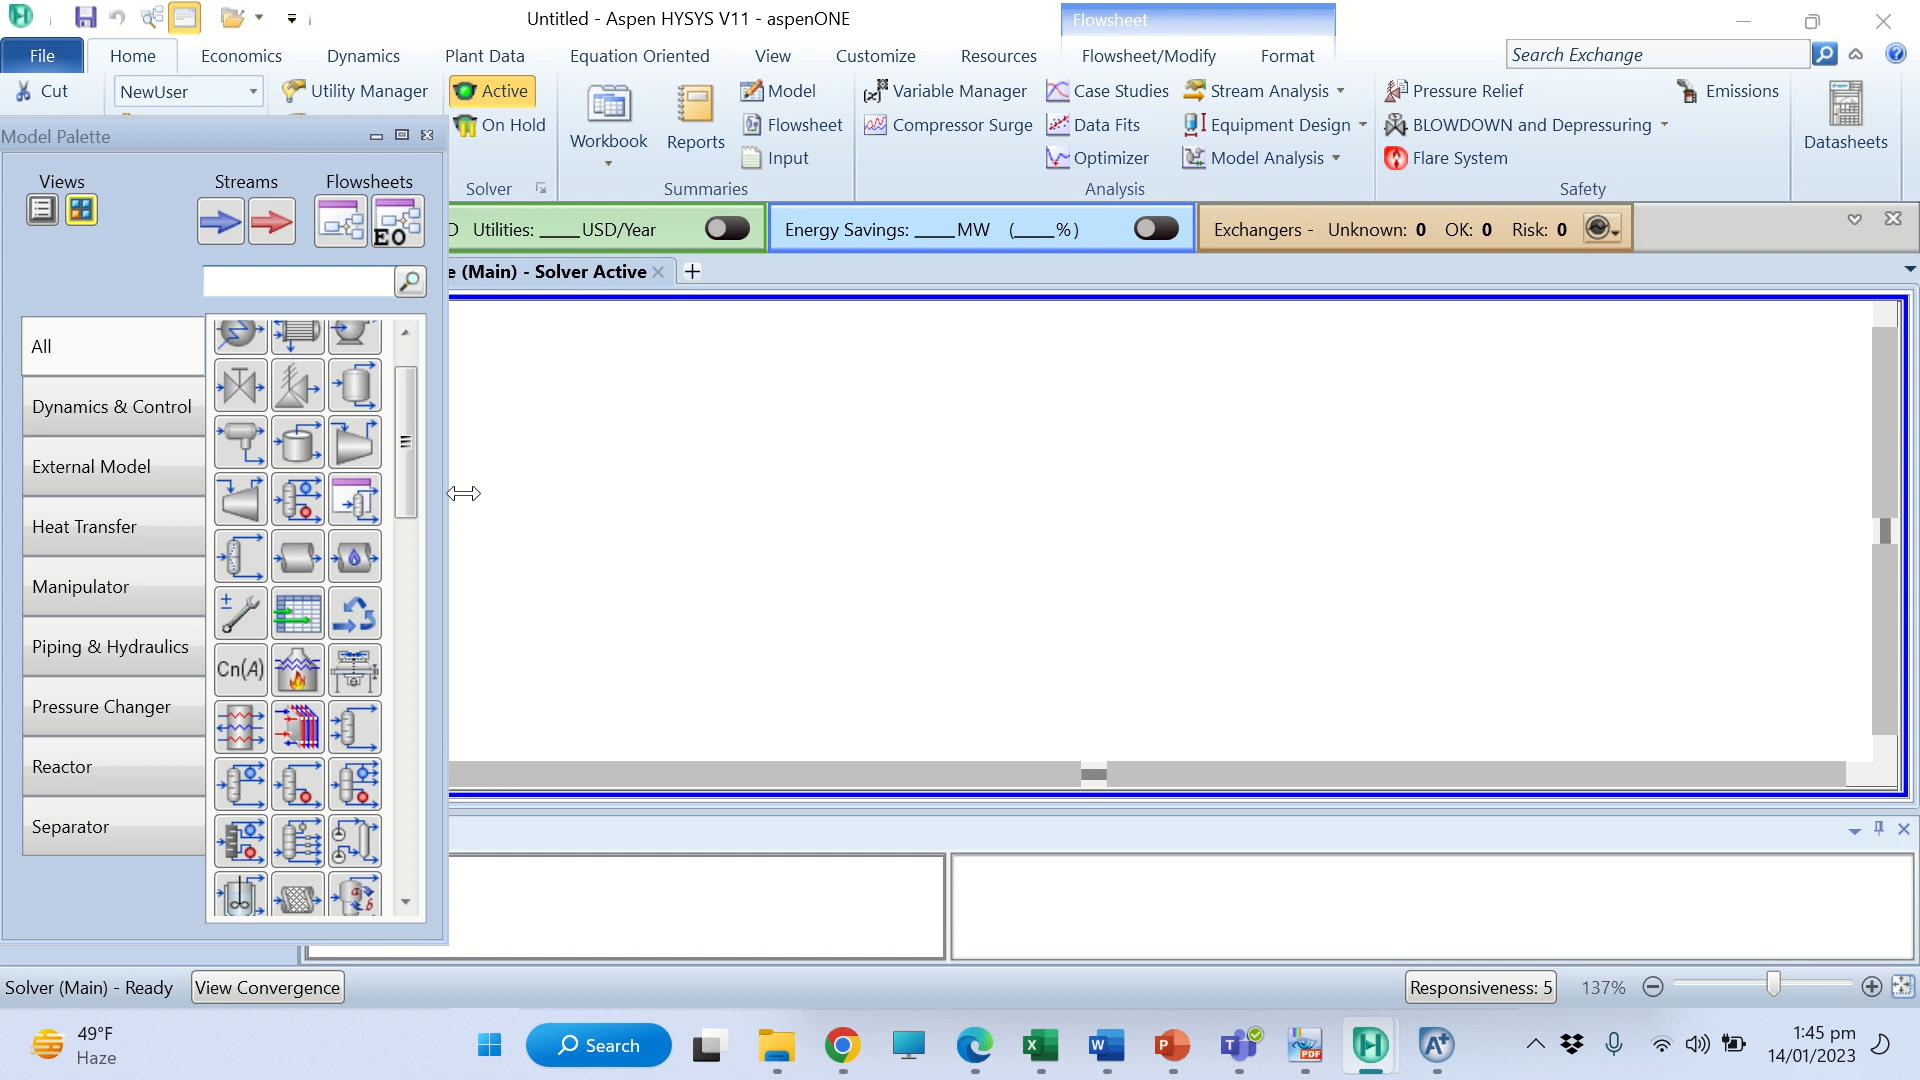 Untitled - Aspen HYSYS V11 - aspenONE
Flowsheet
File
Home
Economics
Dynamics
Plant Data
Equation Oriented
View
Customize
Resources
Flowsheet/Modify
Format
Search Exchange
Cut
NewUser
Utility Manager
Active
On Hold
Solver
Workbook
Reports
Model
Flowsheet
Input
Summaries
Variable Manager
Compressor Surge
Case Studies
Data Fits
Optimizer
Stream Analysis
Equipment Design
Model Analysis
Analysis
Pressure Relief
BLOWDOWN and Depressuring
Flare System
Emissions
Safety
Datasheets
Model Palette
Views
Streams
Flowsheets
EO
D Utilities: ____ USD/Year
Energy Savings: ____ MW (____%)
Exchangers - Unknown: 0 OK: 0 Risk: 0
e (Main) - Solver Active
All
Dynamics & Control
External Model
Heat Transfer
Manipulator
Piping & Hydraulics
Pressure Changer
Reactor
Separator
Cn(A)
Solver (Main) - Ready
View Convergence
Responsiveness: 5
137%
49°F
Haze
Search
PDF
1:45 pm
14/01/2023